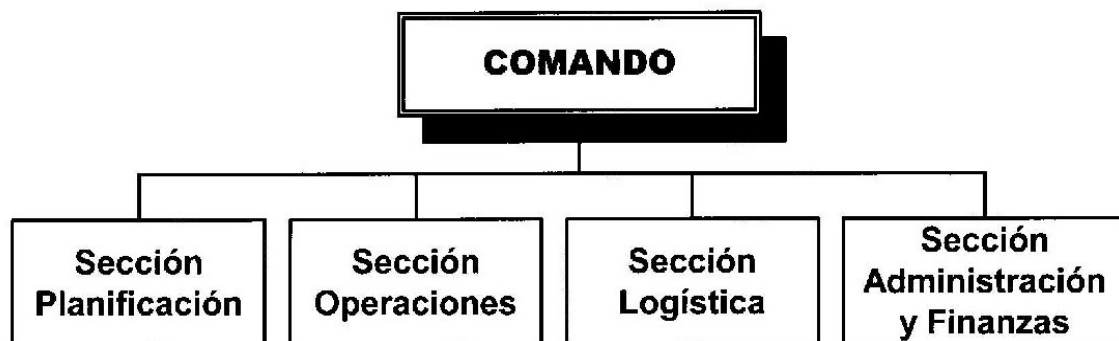 COMANDO
Sección
Planificación
Sección
Operaciones
Sección
Logística
Sección
Administración
y Finanzas